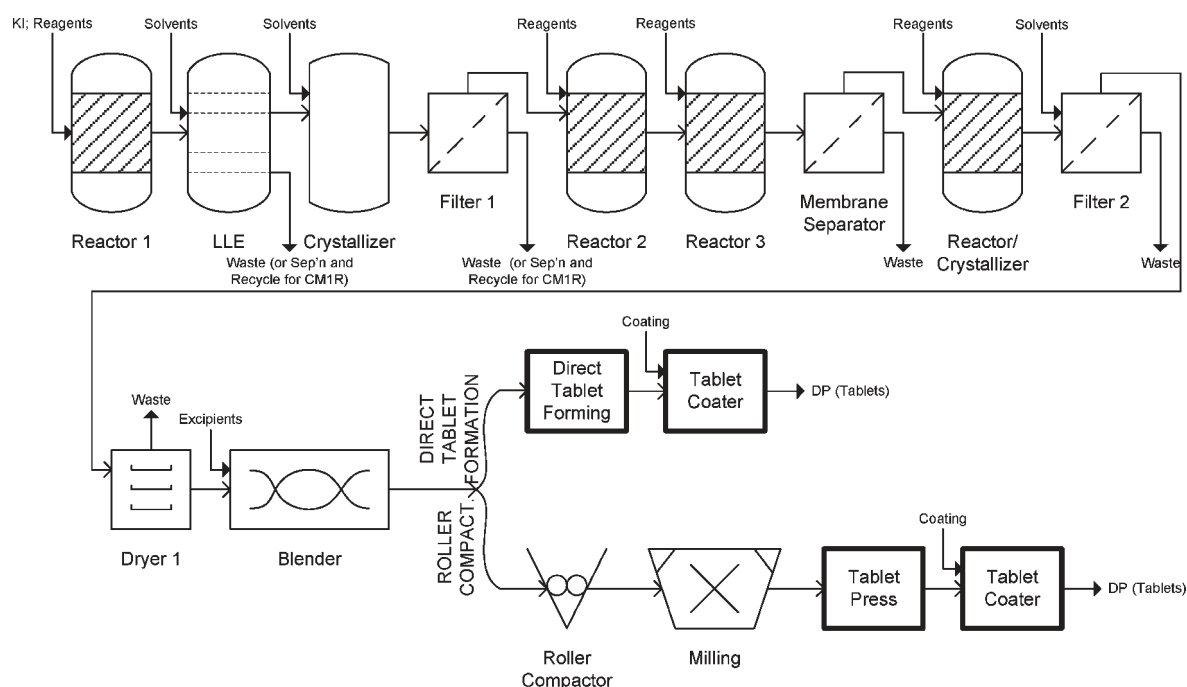 KI; Reagents
Solvents
Solvents
Reagents
Reagents
Reagents
Solvents
Reactor 1
LLE
Crystallizer
Filter 1
Reactor 2
Reactor 3
Membrane
Separator
Reactor/
Crystallizer
Filter 2
Waste (or Sep'n and
Recycle for CM1R)
Waste (or Sep'n and
Recycle for CM1R)
Waste
Waste
Coating
Direct
Tablet
Forming
Tablet
Coater
DP (Tablets)
Waste
Excipients
DIRECT
TABLET
FORMATION
ROLLER
COMPACT.
Dryer 1
Blender
Coating
Tablet
Press
Tablet
Coater
DP (Tablets)
Roller
Compactor
Milling